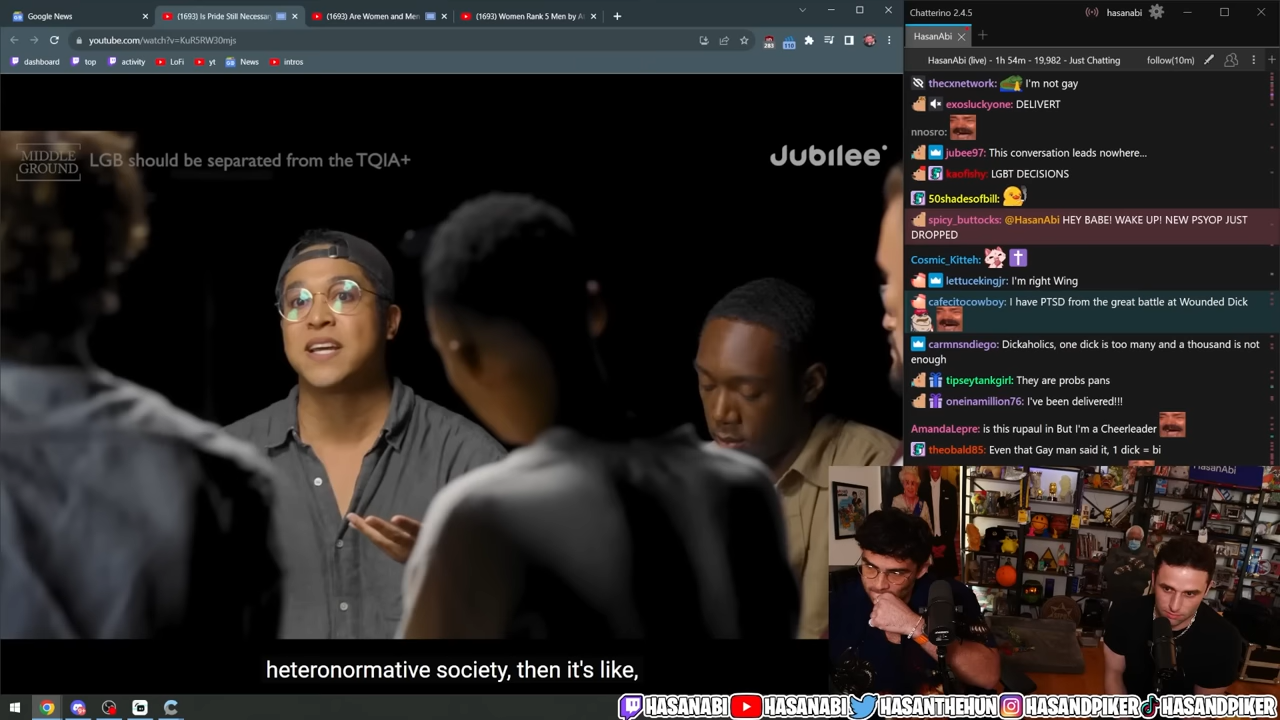 Google News
(1693) Is Pride Still Necessary
(1693) Are Women and Men
(1693) Women Rank 5 Men by A
youtube.com/watch?v=KuR5RW30mjs
283
110
dashboard
top
activity
LoFi
yt
News
intros
MIDDLE
GROUND
LGB should be separated from the TQIA+
Jubilee
heteronormative society, then it's like,
Chatterino 2.4.5
hasanabi
HasanAbi
HasanAbi (live) - 1h 54m - 19,982 - Just Chatting
follow(10m)
thecxnetwork: I'm not gay
exosluckyone: DELIVERT
nnosro:
jubee97: This conversation leads nowhere...
kaofishy: LGBT DECISIONS
50shadesofbill:
spicy_buttocks: @HasanAbi HEY BABE! WAKE UP! NEW PSYOP JUST
DROPPED
Cosmic_Kitteh:
lettucekingjr: I'm right Wing
cafecitocowboy: I have PTSD from the great battle at Wounded Dick
carmnsndiego: Dickaholics, one dick is too many and a thousand is not
enough
tipseytankgirl: They are probs pans
oneinamillion76: I've been delivered!!!
AmandaLepre: is this rupaul in But I'm a Cheerleader
theobald85: Even that Gay man said it, 1 dick = bi
HasanAbi
HASANABI
HASANABI
HASANTHEHUN
HASANDPIKER
HASANDPIKER